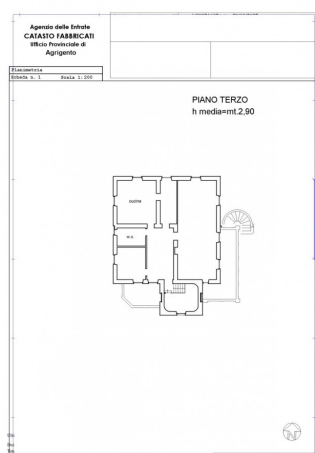 Agenzia delle Entrate
CATASTO FABBRICATI
Ufficio Provinciale di
Agrigento
Planimetria
Scheda n. 1 Scala 1:200
PIANO TERZO
h media=mt.2,90
cucina
w.c.
N